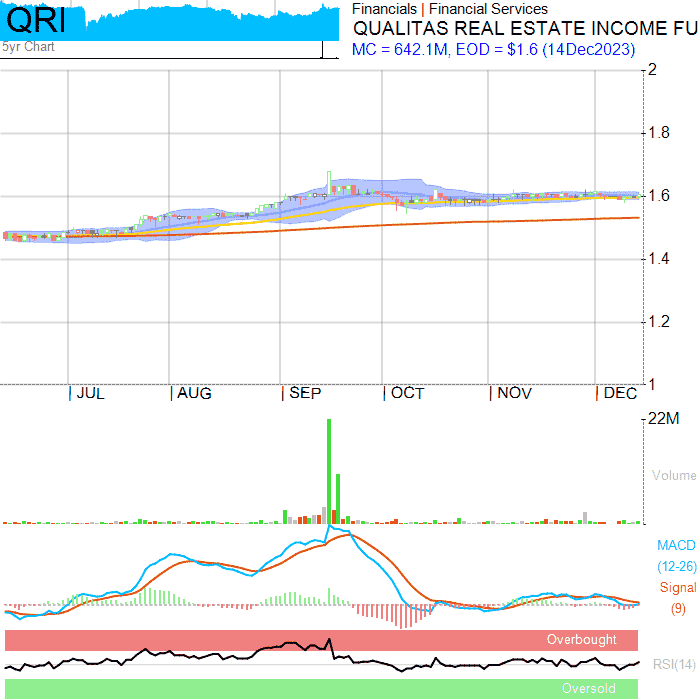 QRI
5yr Chart
Financials | Financial Services
QUALITAS REAL ESTATE INCOME FU
MC = 642.1M, EOD = $1.6 (14Dec2023)
2
1.8
1.6
1.4
1.2
1
JUL AUG SEP OCT NOV DEC
22M
Volume
MACD
(12-26)
Signal
(9)
Overbought
RSI(14)
Oversold